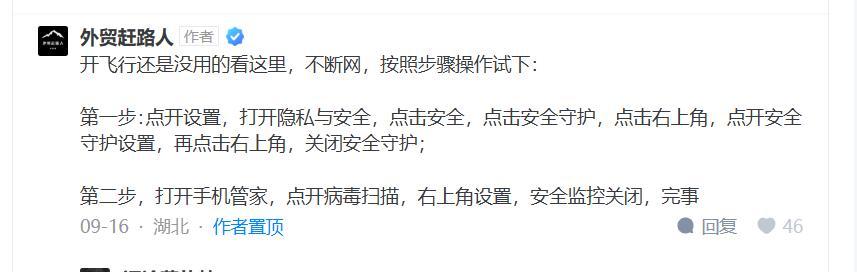 外贸赶路人 作者
开飞行还是没用的看这里，不断网，按照步骤操作试下：
第一步:点开设置，打开隐私与安全，点击安全，点击安全守护，点击右上角，点开安全
守护设置，再点击右上角，关闭安全守护；
第二步，打开手机管家，点开病毒扫描，右上角设置，安全监控关闭，完事
09-16 · 湖北 · 作者置顶 回复 46